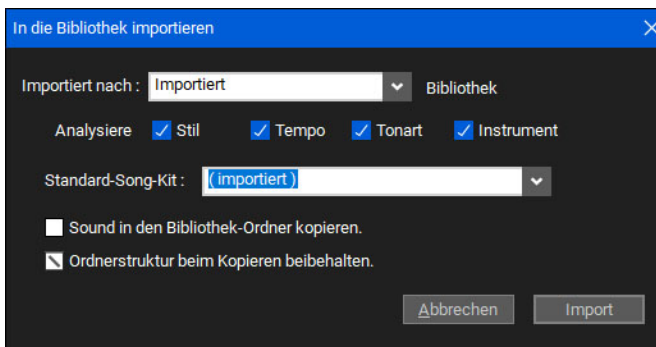 In die Bibliothek importieren
Importiert nach : Importiert Bibliothek
Analysiere Stil Tempo Tonart Instrument
Standard-Song-Kit : ( importiert )
Sound in den Bibliothek-Ordner kopieren.
Ordnerstruktur beim Kopieren beibehalten.
Abbrechen Import